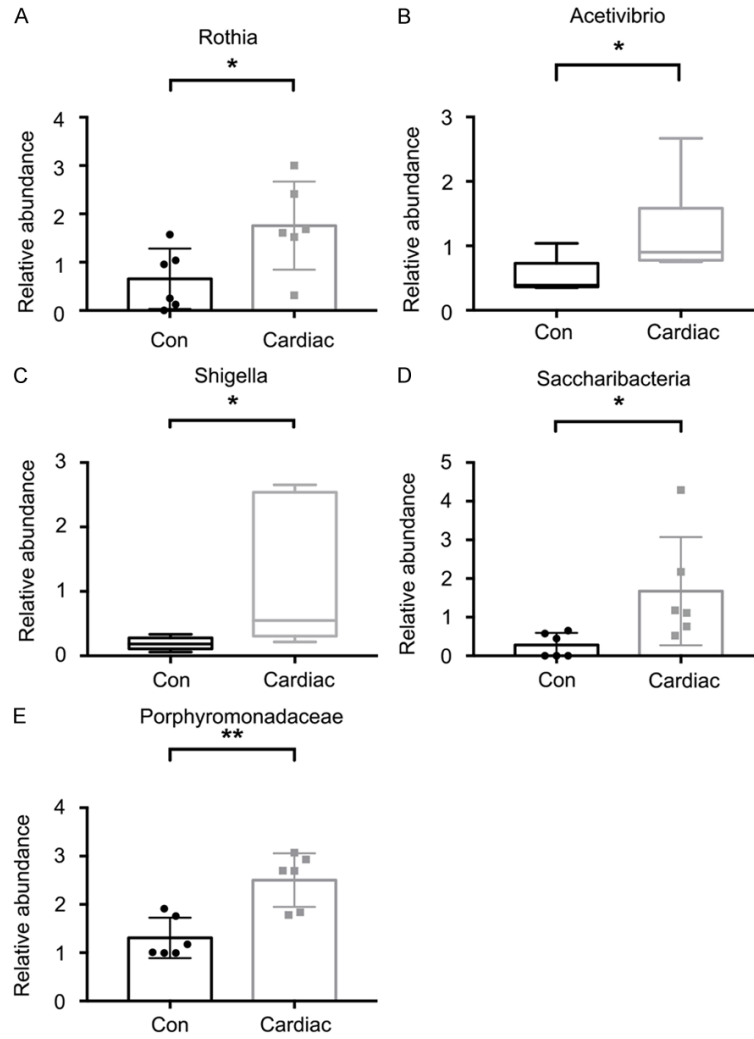 A
Rothia
*
Relative abundance
4
3
2
1
0
Con
Cardiac
B
Acetivibrio
*
Relative abundance
3
2
1
0
Con
Cardiac
C
Shigella
*
Relative abundance
3
2
1
0
Con
Cardiac
D
Saccharibacteria
*
Relative abundance
5
4
3
2
1
0
Con
Cardiac
E
Porphyromonadaceae
**
Relative abundance
4
3
2
1
0
Con
Cardiac